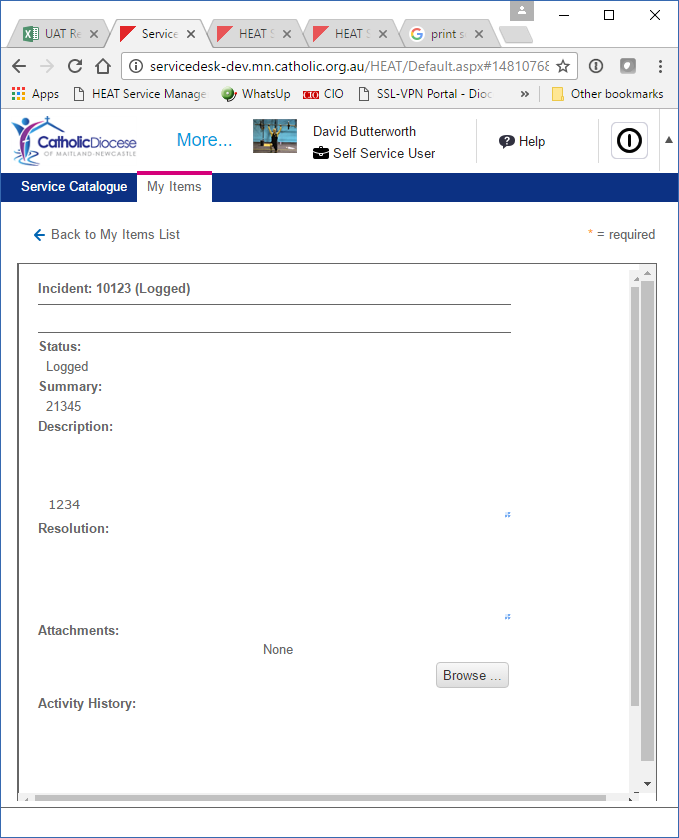 UAT Re
Service
HEAT S
HEAT S
print sc
servicedesk-dev.mn.catholic.org.au/HEAT/Default.aspx#14810768
Apps HEAT Service Manage WhatsUp CIO SSL-VPN Portal - Dioc » Other bookmarks
CatholicDiocese
OF MAITLAND-NEWCASTLE
More...
David Butterworth
Self Service User
Help
Service Catalogue My Items
Back to My Items List * = required
Incident: 10123 (Logged)
Status:
Logged
Summary:
21345
Description:
1234
Resolution:
Attachments:
None
Browse ...
Activity History: